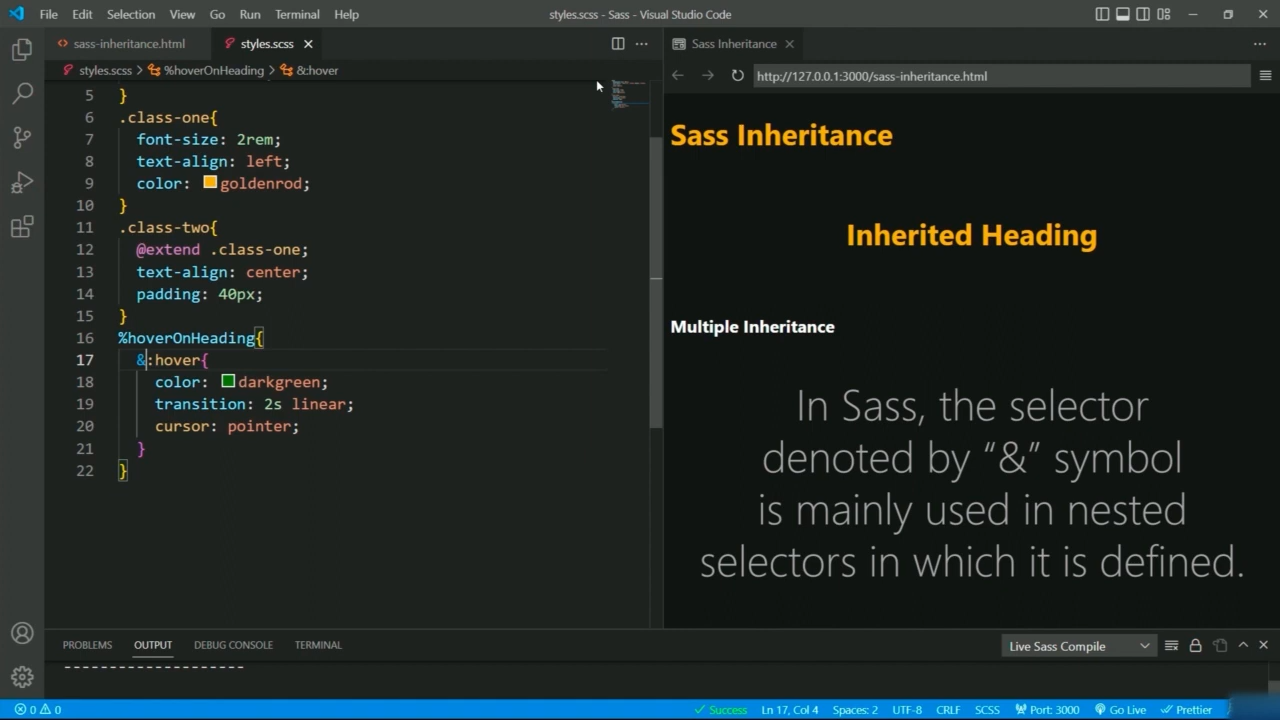 File Edit Selection View Go Run Terminal Help
styles.scss - Sass - Visual Studio Code
sass-inheritance.html
styles.scss
Sass Inheritance
styles.scss > %hoverOnHeading > &:hover
http://127.0.0.1:3000/sass-inheritance.html
5 }
6 .class-one{
7 font-size: 2rem;
8 text-align: left;
9 color: goldenrod;
10 }
11 .class-two{
12 @extend .class-one;
13 text-align: center;
14 padding: 40px;
15 }
16 %hoverOnHeading{
17 &:hover{
18 color: darkgreen;
19 transition: 2s linear;
20 cursor: pointer;
21 }
22 }
Sass Inheritance
Inherited Heading
Multiple Inheritance
In Sass, the selector
denoted by “&” symbol
is mainly used in nested
selectors in which it is defined.
PROBLEMS OUTPUT DEBUG CONSOLE TERMINAL
Live Sass Compile
--------------------
0 0
Success
Ln 17, Col 4 Spaces: 2 UTF-8 CRLF SCSS Port: 3000 Go Live Prettier